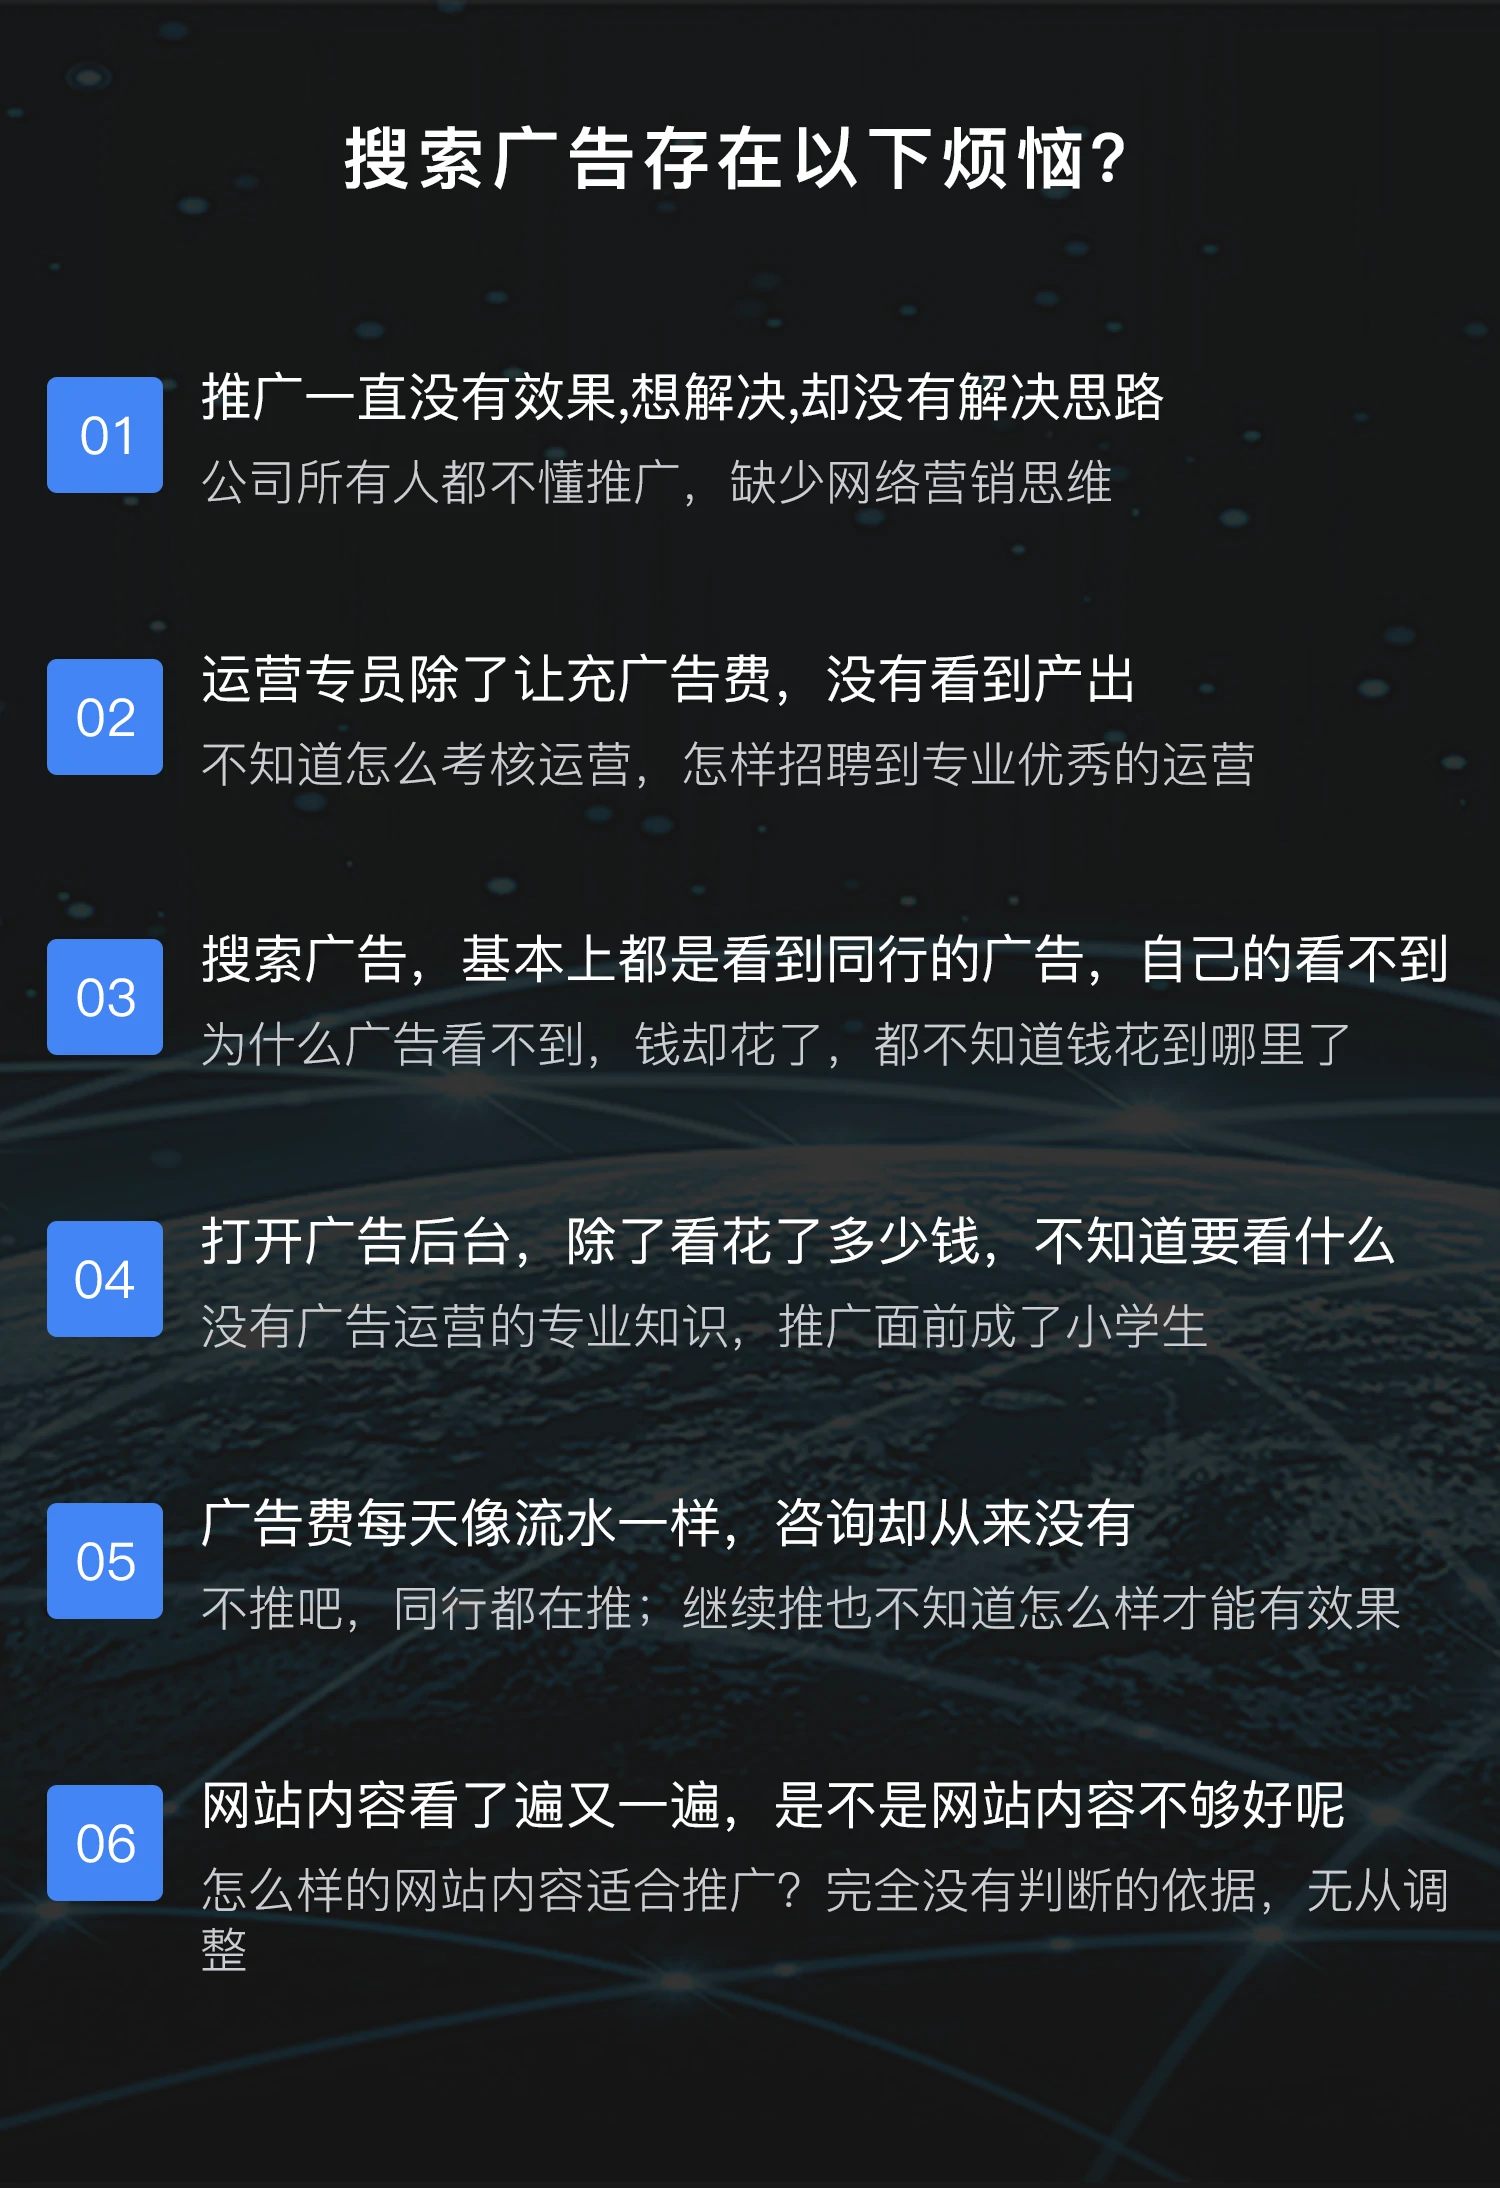 搜索广告存在以下烦恼？
01
推广一直没有效果,想解决,却没有解决思路
公司所有人都不懂推广，缺少网络营销思维
02
运营专员除了让充广告费，没有看到产出
不知道怎么考核运营，怎样招聘到专业优秀的运营
03
搜索广告，基本上都是看到同行的广告，自己的看不到
为什么广告看不到，钱却花了，都不知道钱花到哪里了
04
打开广告后台，除了看花了多少钱，不知道要看什么
没有广告运营的专业知识，推广面前成了小学生
05
广告费每天像流水一样，咨询却从来没有
不推吧，同行都在推；继续推也不知道怎么样才能有效果
06
网站内容看了遍又一遍，是不是网站内容不够好呢
怎么样的网站内容适合推广？完全没有判断的依据，无从调
整